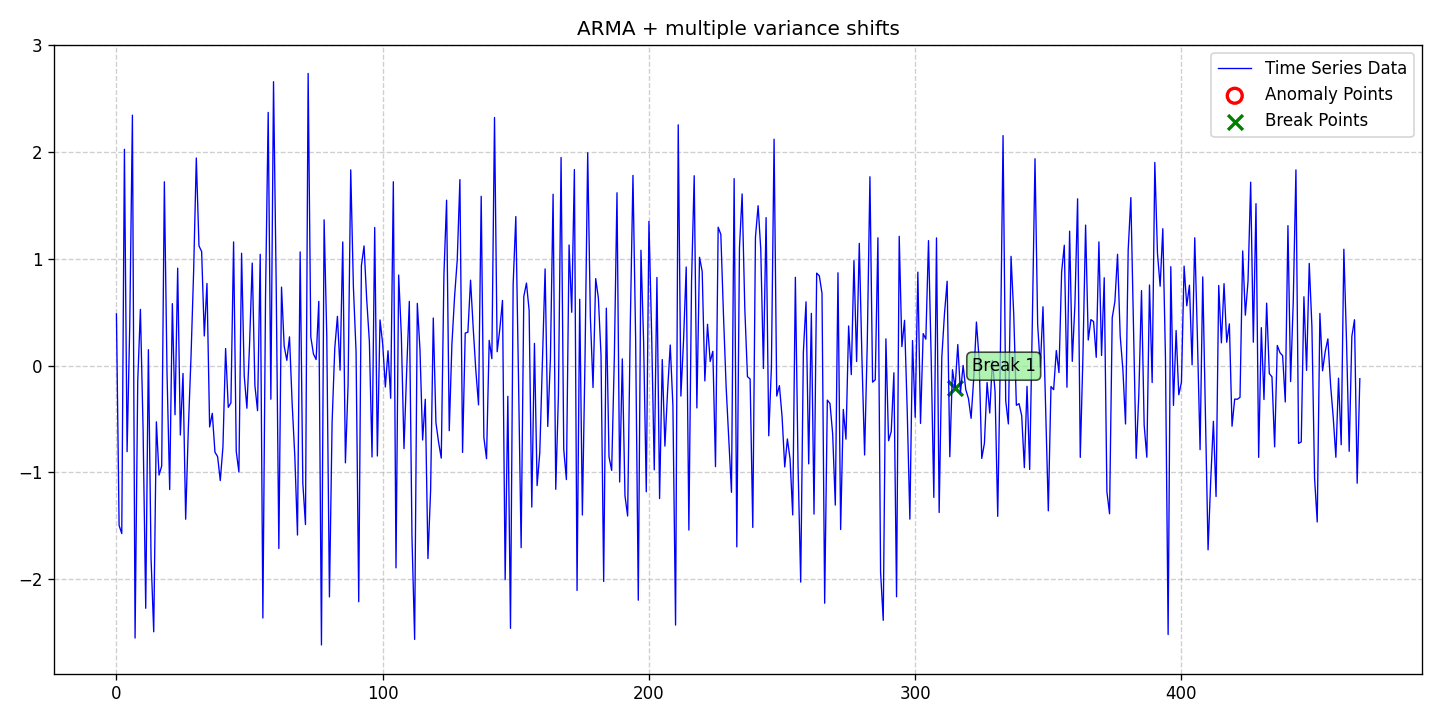 ARMA + multiple variance shifts
Time Series Data
Anomaly Points
Break Points
Break 1
3
2
1
0
−1
−2
0
100
200
300
400